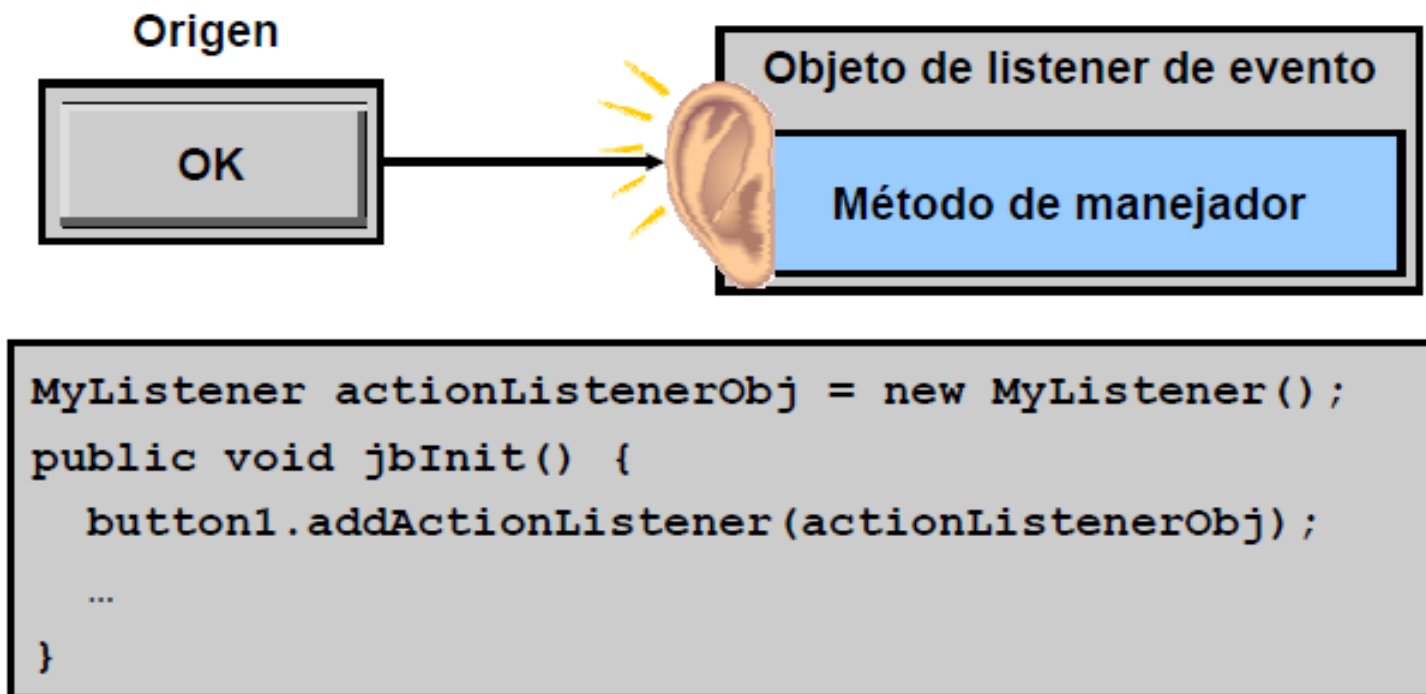 Origen
OK
Objeto de listener de evento
Método de manejador
MyListener actionListenerObj = new MyListener();
public void jbInit() {
button1.addActionListener(actionListenerObj);
…
}